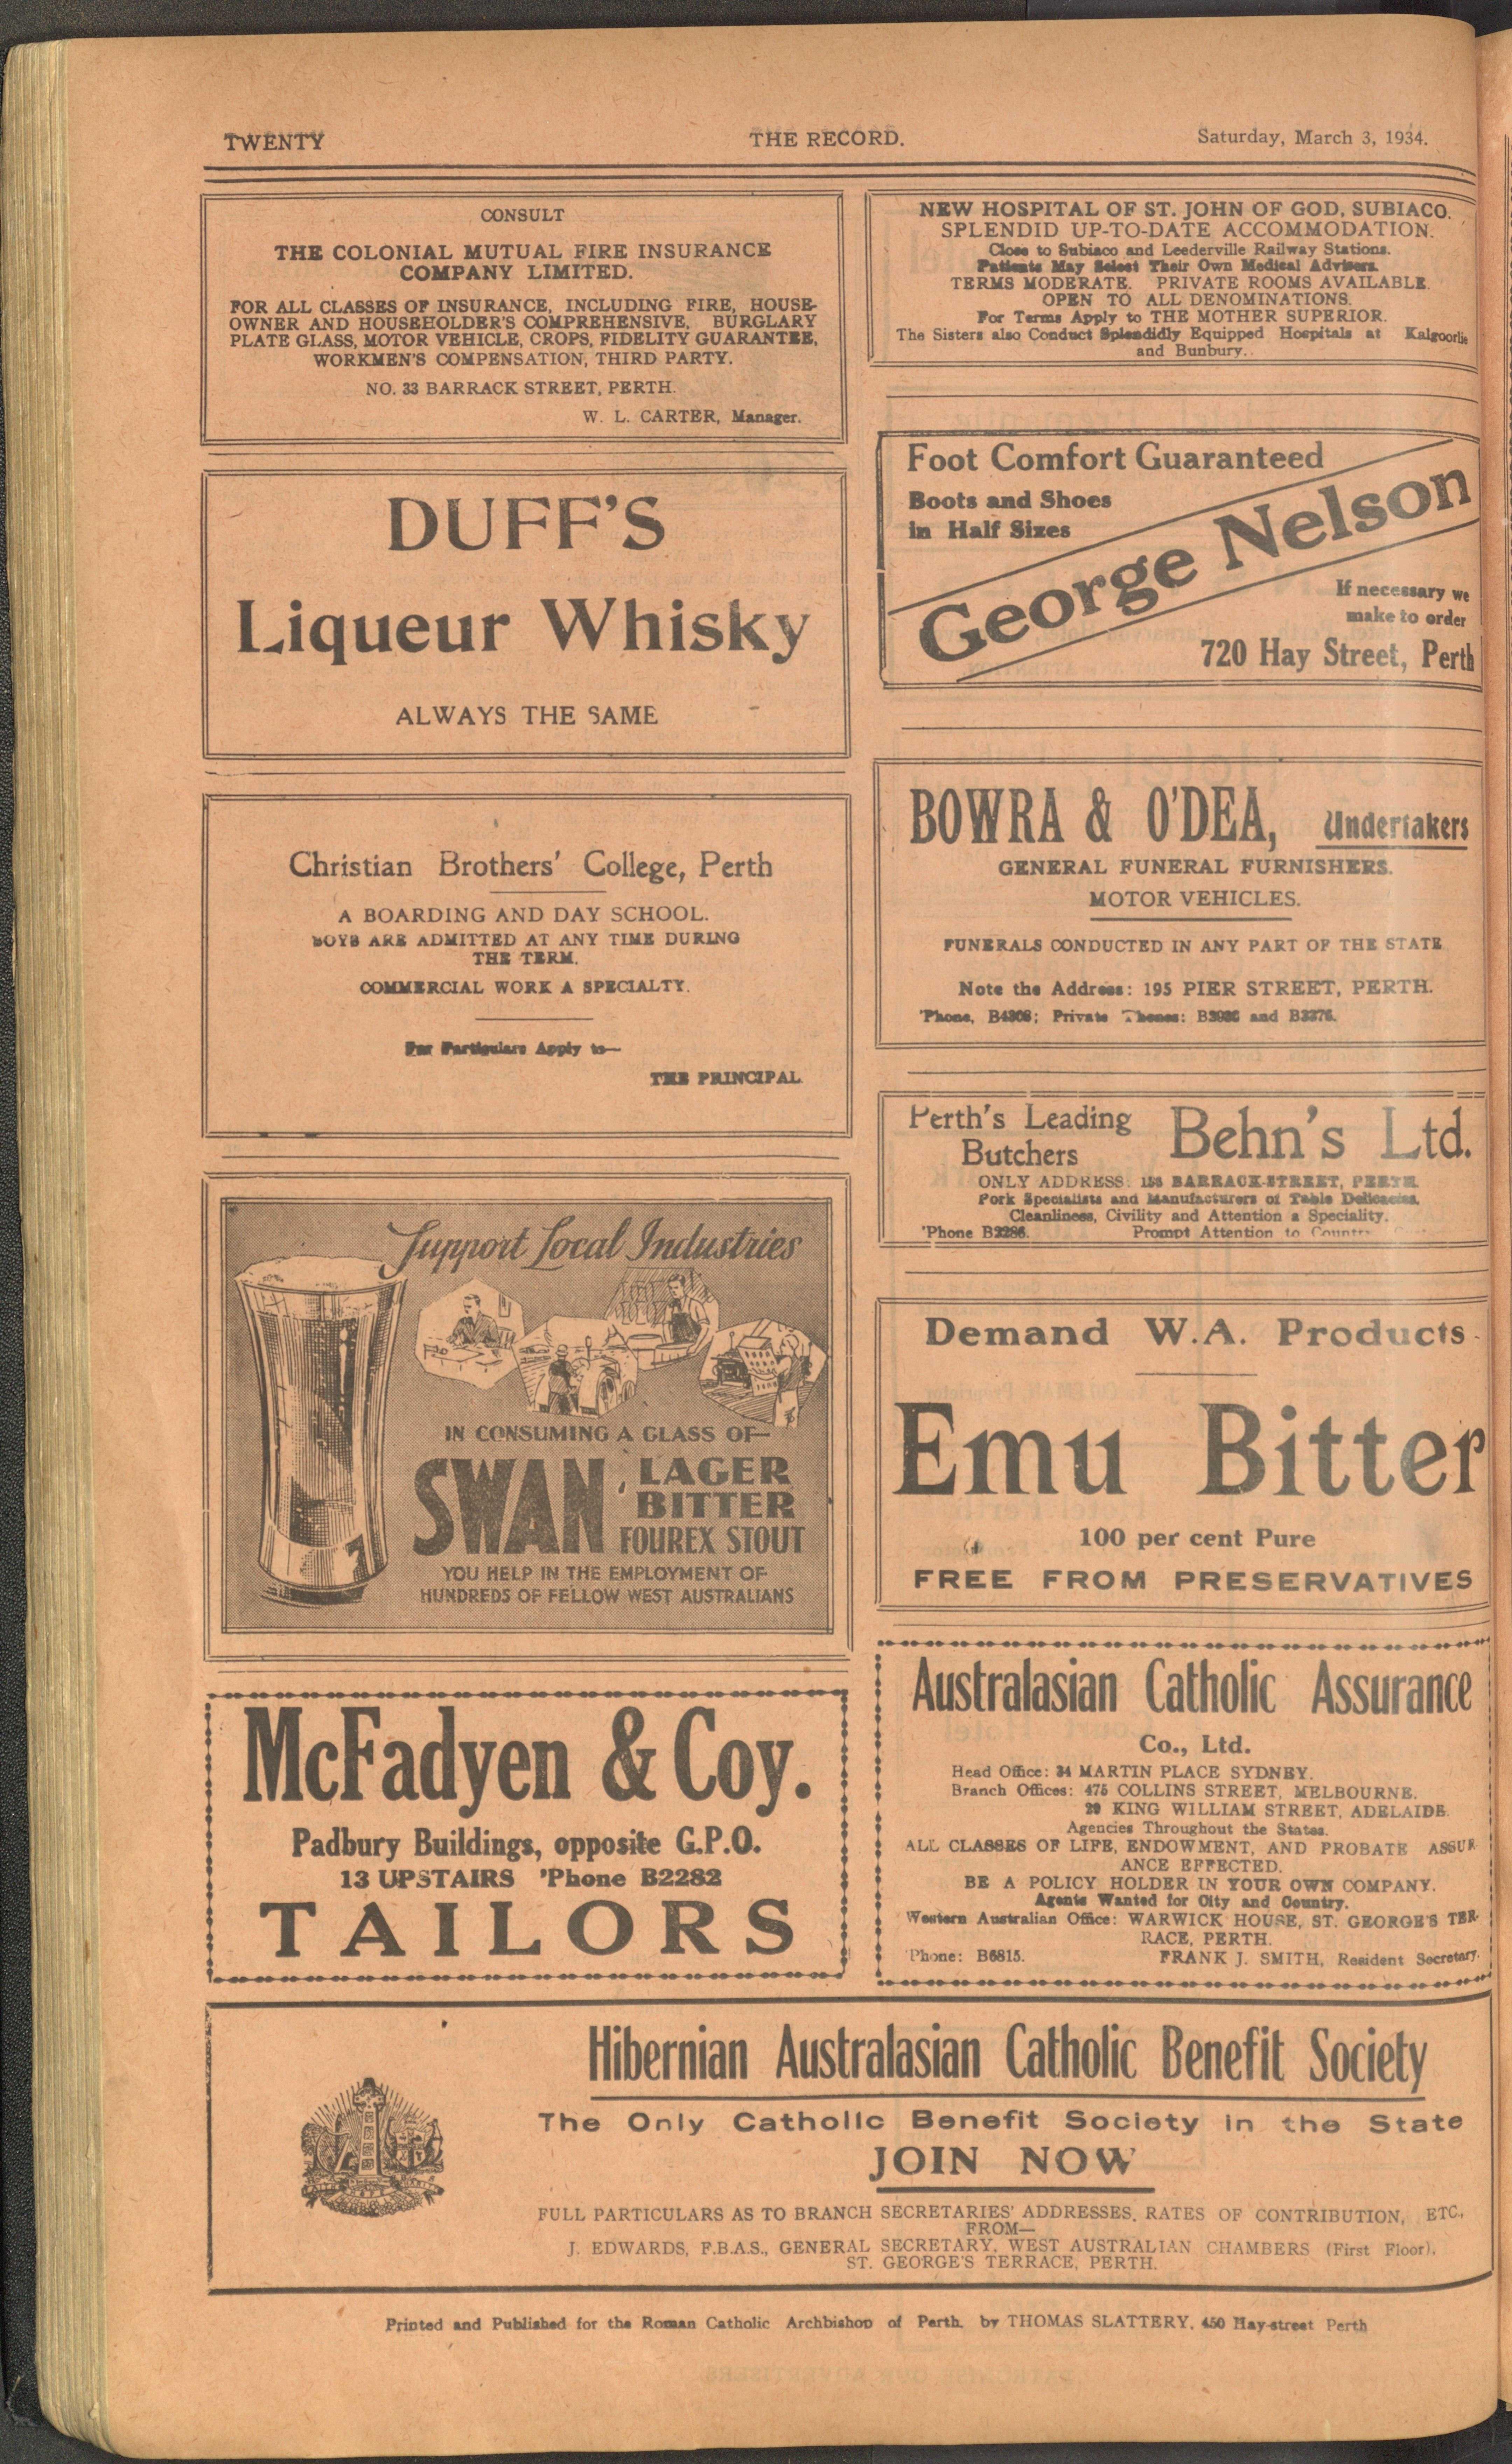 TWENTY
THE RECORD.
Saturday, March 3, 1934.
CONSULT
THE COLONIAL MUTUAL FIRE INSURANCE
COMPANY LIMITED.
FOR ALL CLASSES OF INSURANCE, INCLUDING FIRE, HOUSE-
OWNER AND HOUSEHOLDER'S COMPREHENSIVE, BURGLARY
PLATE GLASS, MOTOR VEHICLE, CROPS, FIDELITY GUARANTEE,
WORKMEN'S COMPENSATION, THIRD PARTY.
NO. 33 BARRACK STREET, PERTH.
W. L. CARTER, Manager.
DUFF'S
Liqueur Whisky
ALWAYS THE SAME
Christian Brothers' College, Perth
A BOARDING AND DAY SCHOOL.
BOYS ARE ADMITTED AT ANY TIME DURING
THE TERM.
COMMERCIAL WORK A SPECIALTY.
For Particulars Apply to—
THE PRINCIPAL.
Support Local Industries
IN CONSUMING A GLASS OF—
SWAN LAGER
BITTER
FOUREX STOUT
YOU HELP IN THE EMPLOYMENT OF
HUNDREDS OF FELLOW WEST AUSTRALIANS
McFadyen & Coy.
Padbury Buildings, opposite G.P.O.
13 UPSTAIRS 'Phone B2282
TAILORS
NEW HOSPITAL OF ST. JOHN OF GOD, SUBIACO.
SPLENDID UP-TO-DATE ACCOMMODATION.
Close to Subiaco and Leederville Railway Stations.
Patients May Select Their Own Medical Advisers.
TERMS MODERATE. PRIVATE ROOMS AVAILABLE.
OPEN TO ALL DENOMINATIONS.
For Terms Apply to THE MOTHER SUPERIOR.
The Sisters also Conduct Splendidly Equipped Hospitals at Kalgoorlie
and Bunbury.
Foot Comfort Guaranteed
Boots and Shoes
in Half Sizes
George Nelson
If necessary we
make to order
720 Hay Street, Perth
BOWRA & O'DEA, Undertakers
GENERAL FUNERAL FURNISHERS.
MOTOR VEHICLES.
FUNERALS CONDUCTED IN ANY PART OF THE STATE
Note the Address: 195 PIER STREET, PERTH.
'Phone, B4308; Private and B3376.
Perth's Leading
Butchers
Behn's Ltd.
ONLY ADDRESS: BARRACK-STREET, PERTH.
Pork Specialists and Manufacturers of Table Delicacies.
Cleanliness, Civility and Attention a Speciality.
'Phone Prompt Attention to
Demand W.A. Products
Emu Bitter
100 per cent Pure
FREE FROM PRESERVATIVES
Australasian Catholic Assurance
Co., Ltd.
Head Office: 34 MARTIN PLACE SYDNEY.
Branch Offices: 475 COLLINS STREET, MELBOURNE.
29 KING WILLIAM STREET, ADELAIDE.
Agencies Throughout the States.
ALL CLASSES OF LIFE, ENDOWMENT, AND PROBATE ASSUR
ANCE EFFECTED.
BE A POLICY HOLDER IN YOUR OWN COMPANY.
Agents Wanted for City and Country.
Western Australian Office: WARWICK HOUSE, ST. GEORGE'S TER-
RACE, PERTH.
'Phone: B6815. FRANK J. SMITH, Resident Secretary.
Hibernian Australasian Catholic Benefit Society
The Only Catholic Benefit Society in the State
JOIN NOW
FULL PARTICULARS AS TO BRANCH SECRETARIES' ADDRESSES, RATES OF CONTRIBUTION, ETC.,
FROM—
J. EDWARDS, F.B.A.S., GENERAL SECRETARY, WEST AUSTRALIAN CHAMBERS (First Floor),
ST. GEORGE'S TERRACE, PERTH.
Printed and Published for the Roman Catholic Archbishop of Perth, by THOMAS SLATTERY, 450 Hay-street Perth